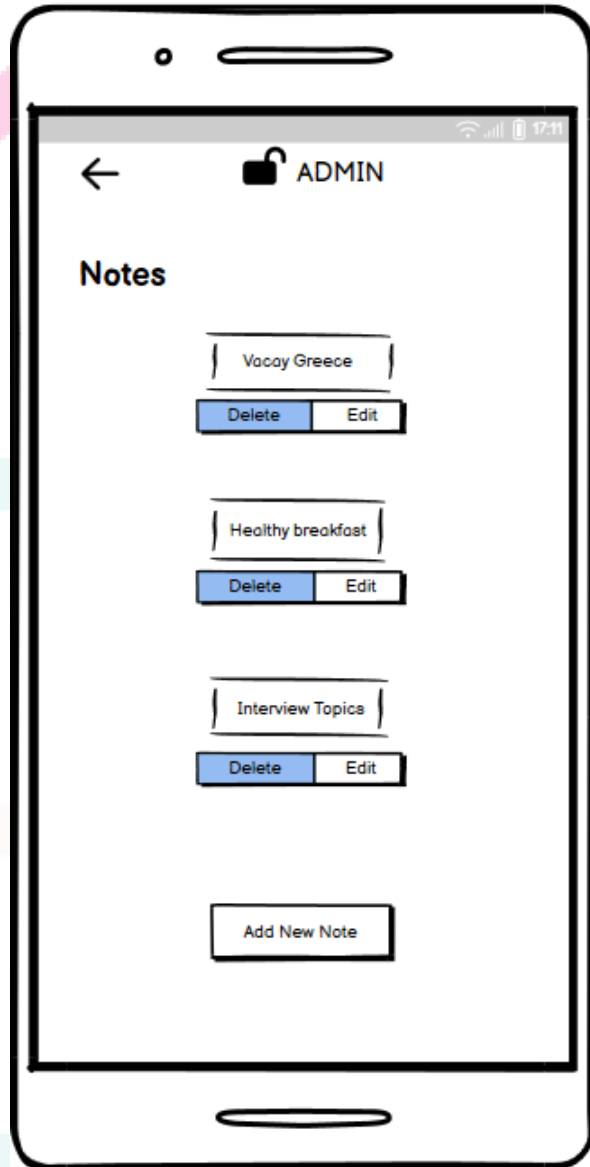 17:11
ADMIN
Notes
Vacay Greece
Delete Edit
Healthy breakfast
Delete Edit
Interview Topics
Delete Edit
Add New Note